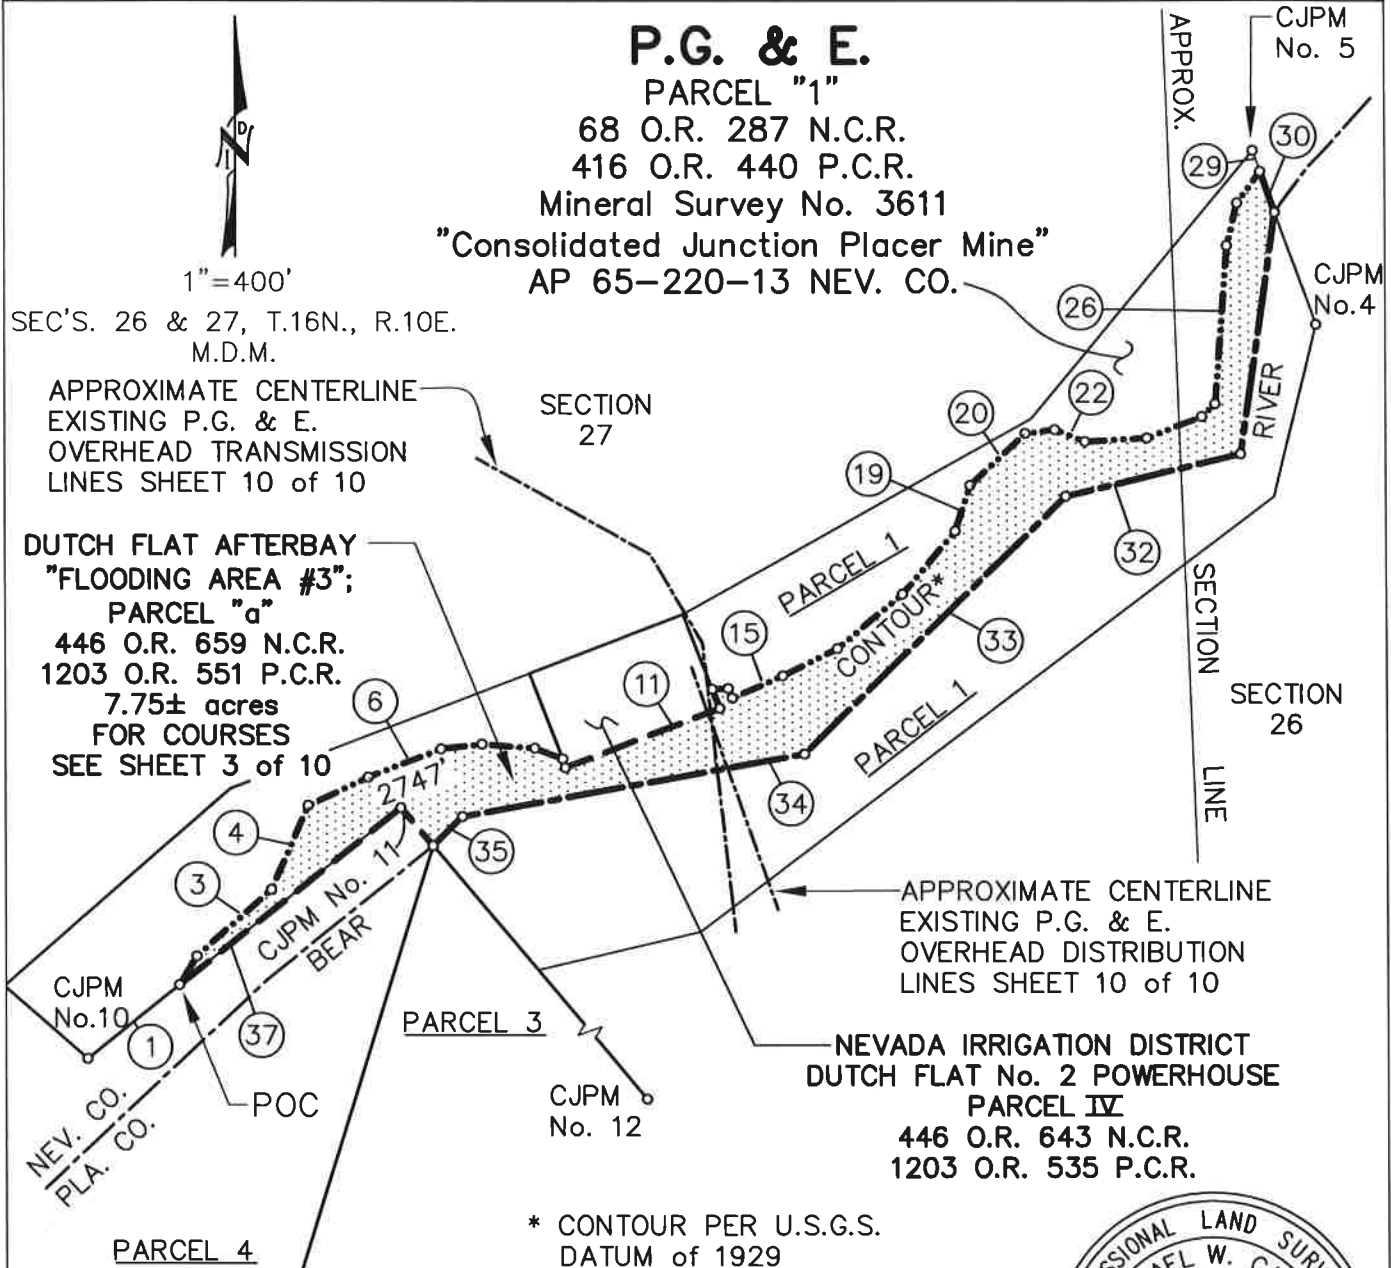 P.G. & E.
PARCEL "1"
68 O.R. 287 N.C.R.
416 O.R. 440 P.C.R.
Mineral Survey No. 3611
"Consolidated Junction Placer Mine"
AP 65-220-13 NEV. CO.
N
I
D
1"=400'
SEC'S. 26 & 27, T.16N., R.10E.
M.D.M.
APPROXIMATE CENTERLINE
EXISTING P.G. & E.
OVERHEAD TRANSMISSION
LINES SHEET 10 of 10
SECTION
27
APPROX.
SECTION
LINE
CJPM
No. 5
29
30
CJPM
No.4
26
22
20
19
RIVER
32
PARCEL 1
CONTOUR*
33
15
11
PARCEL 1
SECTION
26
DUTCH FLAT AFTERBAY
"FLOODING AREA #3";
PARCEL "a"
446 O.R. 659 N.C.R.
1203 O.R. 551 P.C.R.
7.75± acres
FOR COURSES
SEE SHEET 3 of 10
6
2747'
4
34
35
3
CJPM No. 11
BEAR
APPROXIMATE CENTERLINE
EXISTING P.G. & E.
OVERHEAD DISTRIBUTION
LINES SHEET 10 of 10
CJPM
No.10
1
37
POC
PARCEL 3
CJPM
No. 12
NEVADA IRRIGATION DISTRICT
DUTCH FLAT No. 2 POWERHOUSE
PARCEL IV
446 O.R. 643 N.C.R.
1203 O.R. 535 P.C.R.
NEV. CO.
PLA. CO.
PARCEL 4
* CONTOUR PER U.S.G.S.
DATUM of 1929
LAND
W.